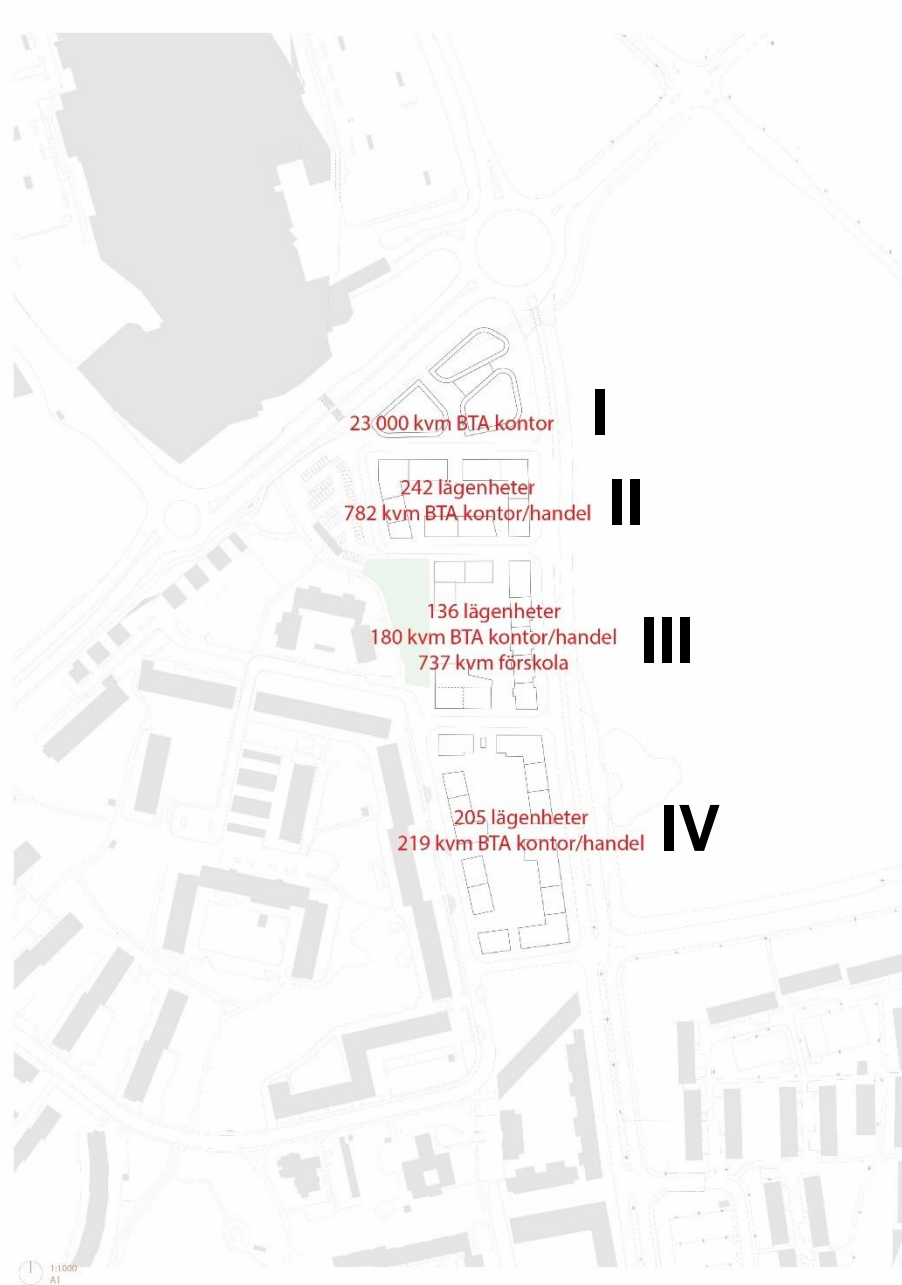 23 000 kvm BTA kontor
I
242 lägenheter
782 kvm BTA kontor/handel
II
136 lägenheter
180 kvm BTA kontor/handel
737 kvm förskola
III
205 lägenheter
219 kvm BTA kontor/handel
IV
1:1000
A1